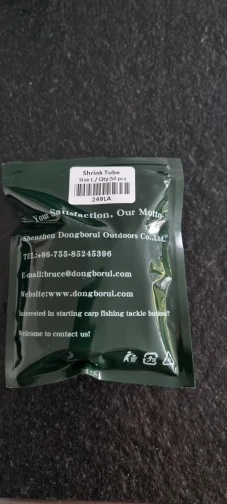 Shrink Tube
Size L / Qty:50 pcs
249LA
Your Satisfaction, Our Motto
Shenzhen Dongborui Outdoors Co.,Ltd.
TEL:+86-755-85245396
E-mail:bruce@dongborui.com
Website:www.dongborui.com
Interested in starting carp fishing tackle business?
Welcome to contact us!